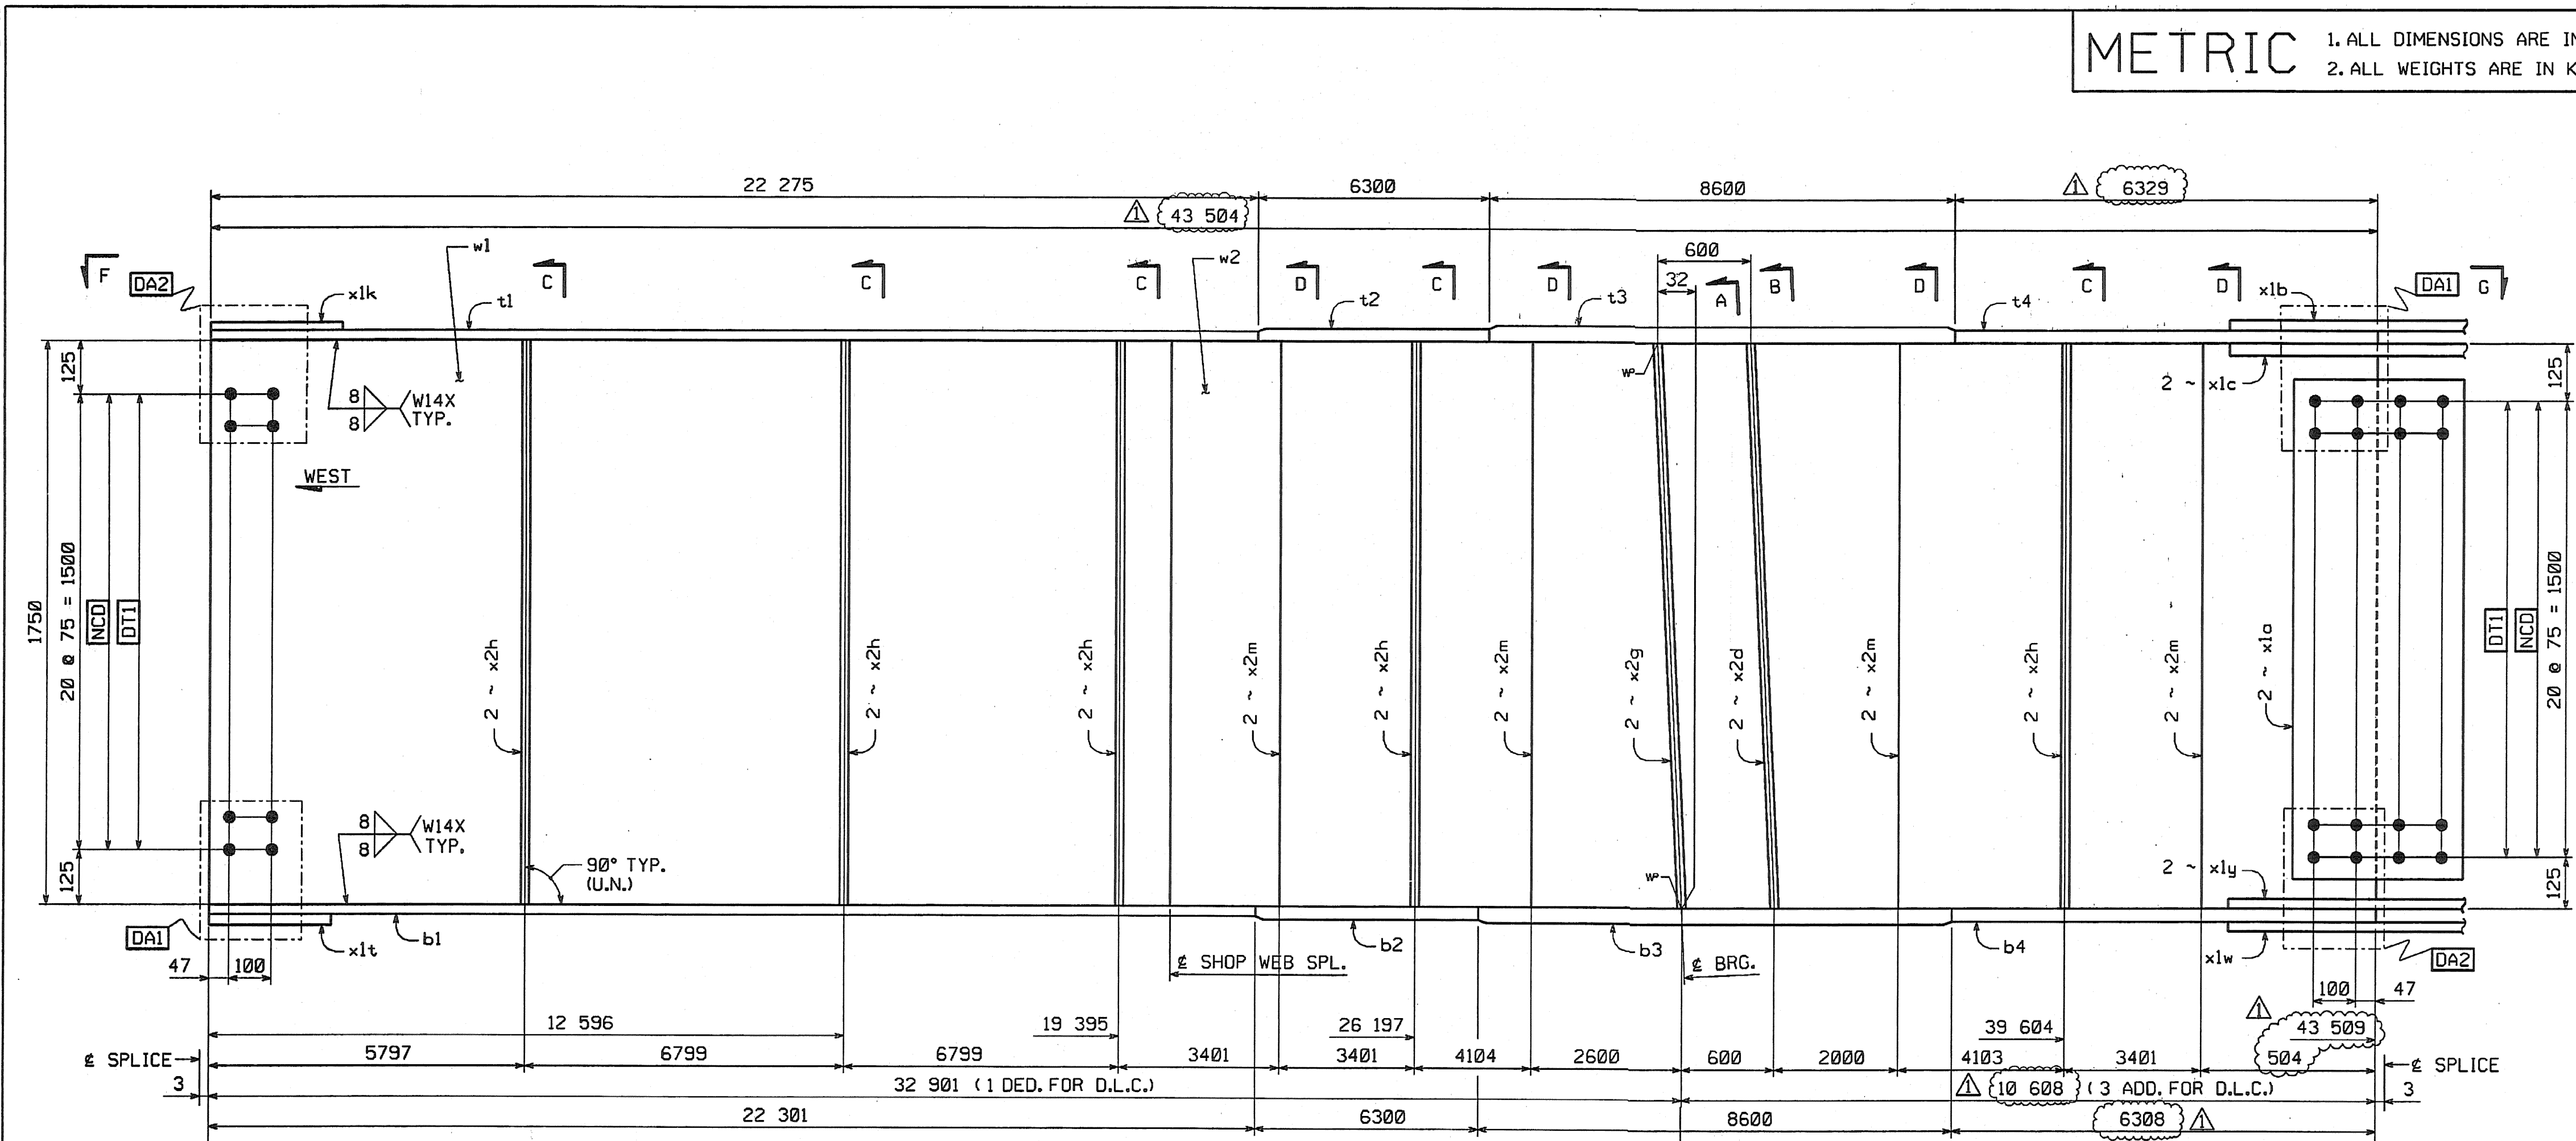 METRIC
1. ALL DIMENSIONS ARE IN
2. ALL WEIGHTS ARE IN K
22 275
6300
8600
1
6329
1
43 504
w1
w2
600
32
F
DA2
x1k
t1
C
C
C
D
t2
C
D
t3
A
B
D
t4
C
D
x1b
DA1
G
WP
2 ~ x1c
125
8
8
W14X
TYP.
125
WEST
1750
20 @ 75 = 1500
NCD
DT1
2 ~ x2h
2 ~ x2h
2 ~ x2h
2 ~ x2m
2 ~ x2h
2 ~ x2m
2 ~ x2g
2 ~ x2d
2 ~ x2m
2 ~ x2h
2 ~ x2m
2 ~ x1a
DT1
NCD
20 @ 75 = 1500
8
8
W14X
TYP.
90° TYP.
(U.N.)
125
WP
2 ~ x1y
125
DA1
x1t
b1
b2
b3
b4
x1w
DA2
47
100
℄ SHOP WEB SPL.
℄ BRG.
100
47
12 596
19 395
26 197
39 604
1
43 509
℄ SPLICE
5797
6799
6799
3401
3401
4104
2600
600
2000
4103
3401
504
℄ SPLICE
3
32 901 (1 DED. FOR D.L.C.)
1
10 608
(3 ADD. FOR D.L.C.)
3
22 301
6300
8600
6308
1